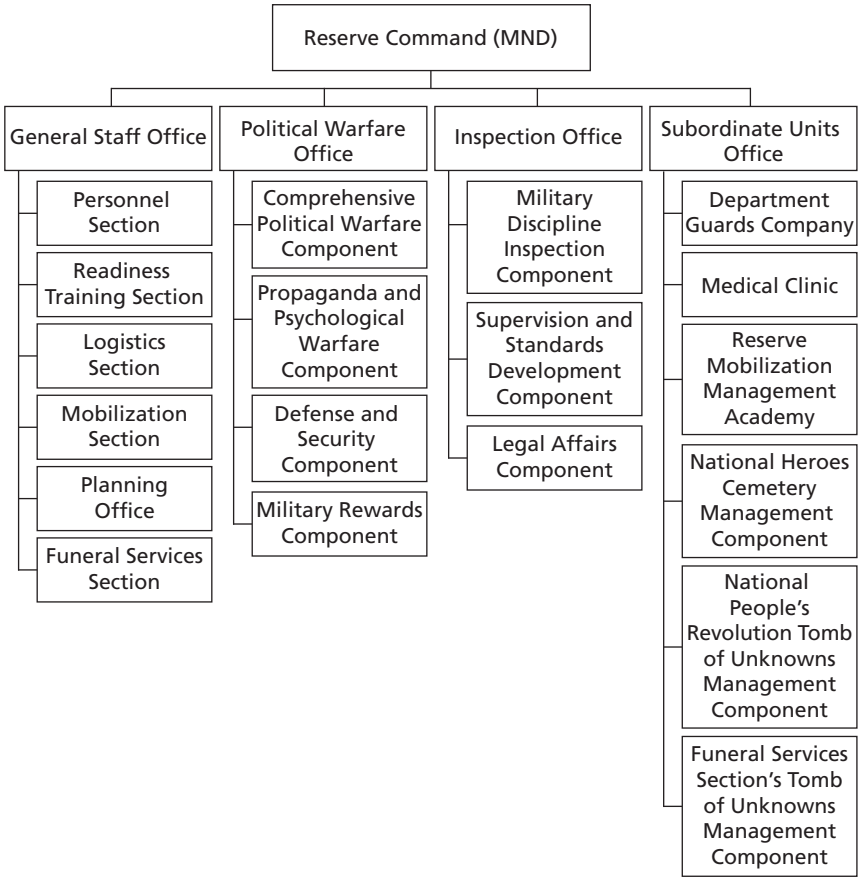 Reserve Command (MND)
General Staff Office
Personnel
Section
Readiness
Training Section
Logistics
Section
Mobilization
Section
Planning
Office
Funeral Services
Section
Political Warfare
Office
Comprehensive
Political Warfare
Component
Propaganda and
Psychological
Warfare
Component
Defense and
Security
Component
Military Rewards
Component
Inspection Office
Military
Discipline
Inspection
Component
Supervision and
Standards
Development
Component
Legal Affairs
Component
Subordinate Units
Office
Department
Guards Company
Medical Clinic
Reserve
Mobilization
Management
Academy
National Heroes
Cemetery
Management
Component
National
People’s
Revolution Tomb
of Unknowns
Management
Component
Funeral Services
Section’s Tomb
of Unknowns
Management
Component